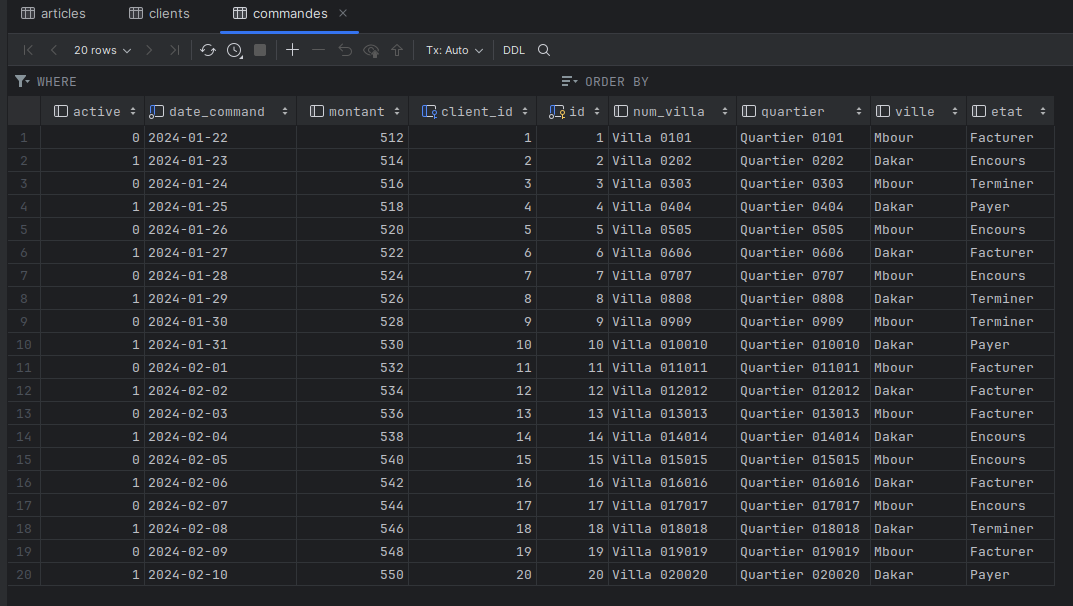 articles clients commandes
20 rows Tx: Auto DDL
WHERE ORDER BY
active date_command montant client_id id num_villa quartier ville etat
1 0 2024-01-22 512 1 1 Villa 0101 Quartier 0101 Mbour Facturer
2 1 2024-01-23 514 2 2 Villa 0202 Quartier 0202 Dakar Encours
3 0 2024-01-24 516 3 3 Villa 0303 Quartier 0303 Mbour Terminer
4 1 2024-01-25 518 4 4 Villa 0404 Quartier 0404 Dakar Payer
5 0 2024-01-26 520 5 5 Villa 0505 Quartier 0505 Mbour Encours
6 1 2024-01-27 522 6 6 Villa 0606 Quartier 0606 Dakar Facturer
7 0 2024-01-28 524 7 7 Villa 0707 Quartier 0707 Mbour Encours
8 1 2024-01-29 526 8 8 Villa 0808 Quartier 0808 Dakar Terminer
9 0 2024-01-30 528 9 9 Villa 0909 Quartier 0909 Mbour Terminer
10 1 2024-01-31 530 10 10 Villa 010010 Quartier 010010 Dakar Payer
11 0 2024-02-01 532 11 11 Villa 011011 Quartier 011011 Mbour Facturer
12 1 2024-02-02 534 12 12 Villa 012012 Quartier 012012 Dakar Facturer
13 0 2024-02-03 536 13 13 Villa 013013 Quartier 013013 Mbour Facturer
14 1 2024-02-04 538 14 14 Villa 014014 Quartier 014014 Dakar Encours
15 0 2024-02-05 540 15 15 Villa 015015 Quartier 015015 Mbour Encours
16 1 2024-02-06 542 16 16 Villa 016016 Quartier 016016 Dakar Facturer
17 0 2024-02-07 544 17 17 Villa 017017 Quartier 017017 Mbour Encours
18 1 2024-02-08 546 18 18 Villa 018018 Quartier 018018 Dakar Terminer
19 0 2024-02-09 548 19 19 Villa 019019 Quartier 019019 Mbour Facturer
20 1 2024-02-10 550 20 20 Villa 020020 Quartier 020020 Dakar Payer